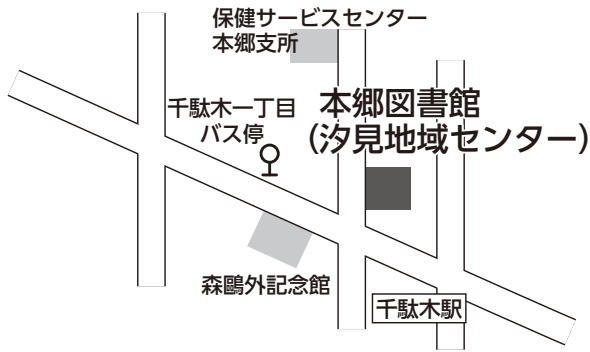 保健サービスセンター
本郷支所
千駄木一丁目
バス停
本郷図書館
(汐見地域センター)
森鷗外記念館
千駄木駅